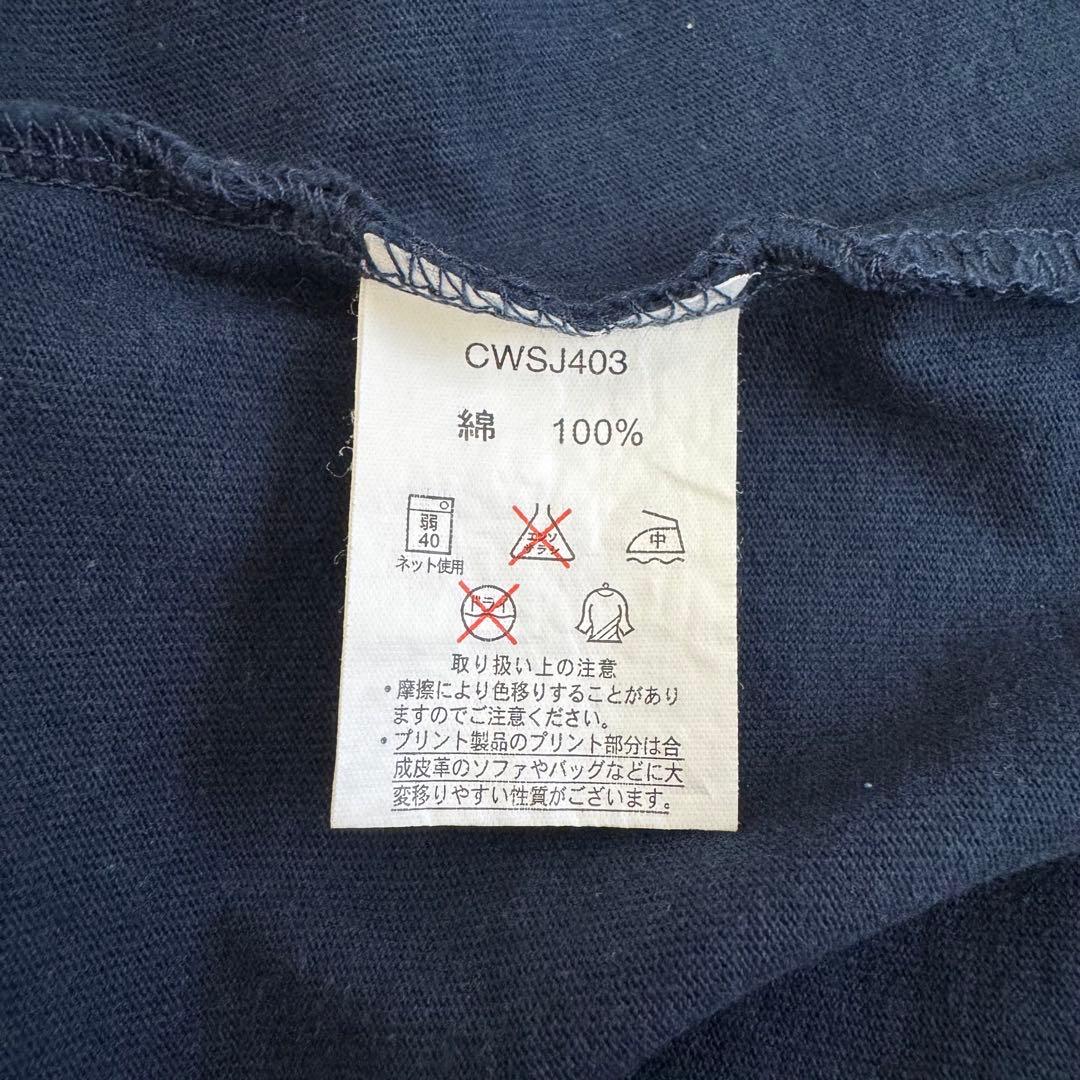 CWSJ403
綿 100%
弱
40
ネット使用
エンソ
サラシ
中
ドライ
取り扱い上の注意
・摩擦により色移りすることがあり
ますのでご注意ください。
・プリント製品のプリント部分は合
成皮革のソファやバッグなどに大
変移りやすい性質がございます。